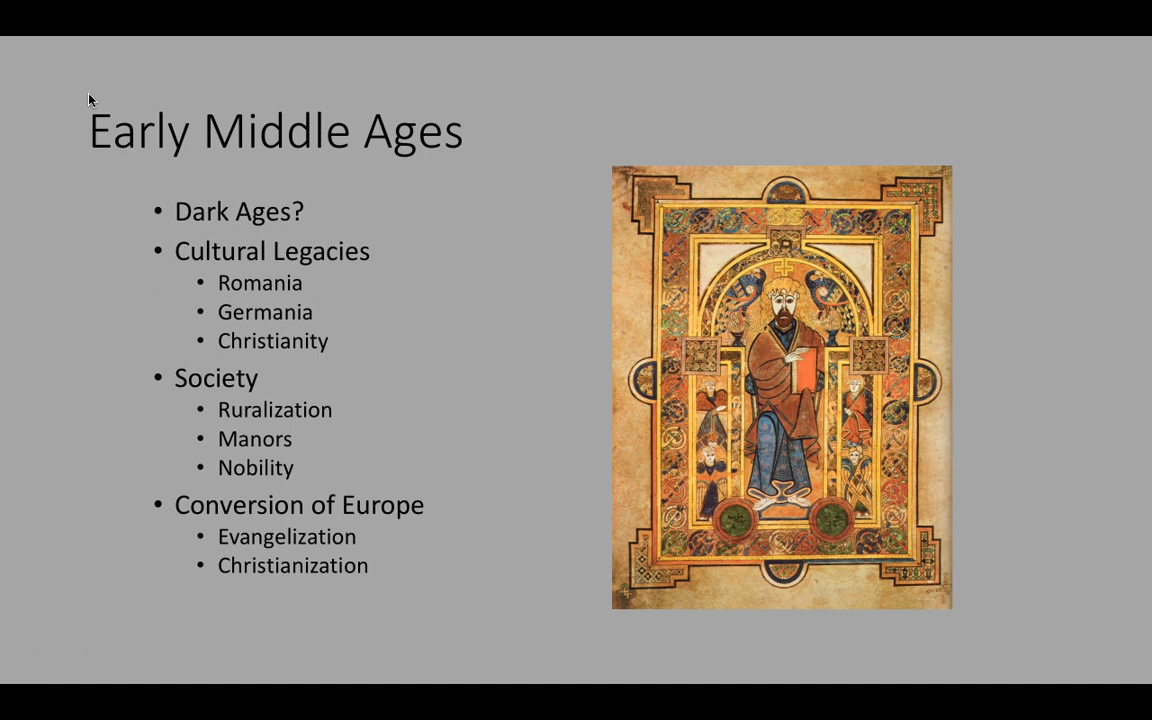 Early Middle Ages
• Dark Ages?
• Cultural Legacies
• Romania
• Germania
• Christianity
• Society
• Ruralization
• Manors
• Nobility
• Conversion of Europe
• Evangelization
• Christianization